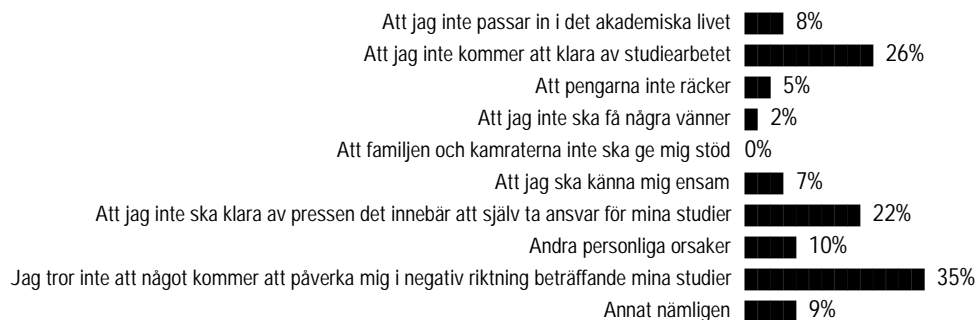 Att jag inte passar in i det akademiska livet 8%
Att jag inte kommer att klara av studiearbetet 26%
Att pengarna inte räcker 5%
Att jag inte ska få några vänner 2%
Att familjen och kamraterna inte ska ge mig stöd 0%
Att jag ska känna mig ensam 7%
Att jag inte ska klara av pressen det innebär att själv ta ansvar för mina studier 22%
Andra personliga orsaker 10%
Jag tror inte att något kommer att påverka mig i negativ riktning beträffande mina studier 35%
Annat nämligen 9%